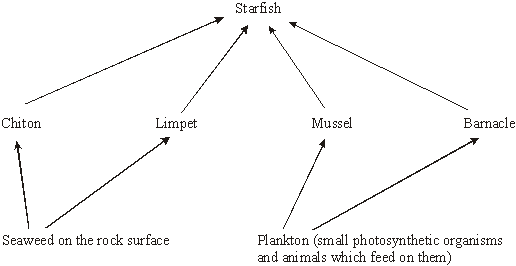 Starfish
Chiton
Limpet
Mussel
Barnacle
Seaweed on the rock surface
Plankton (small photosynthetic organisms
and animals which feed on them)